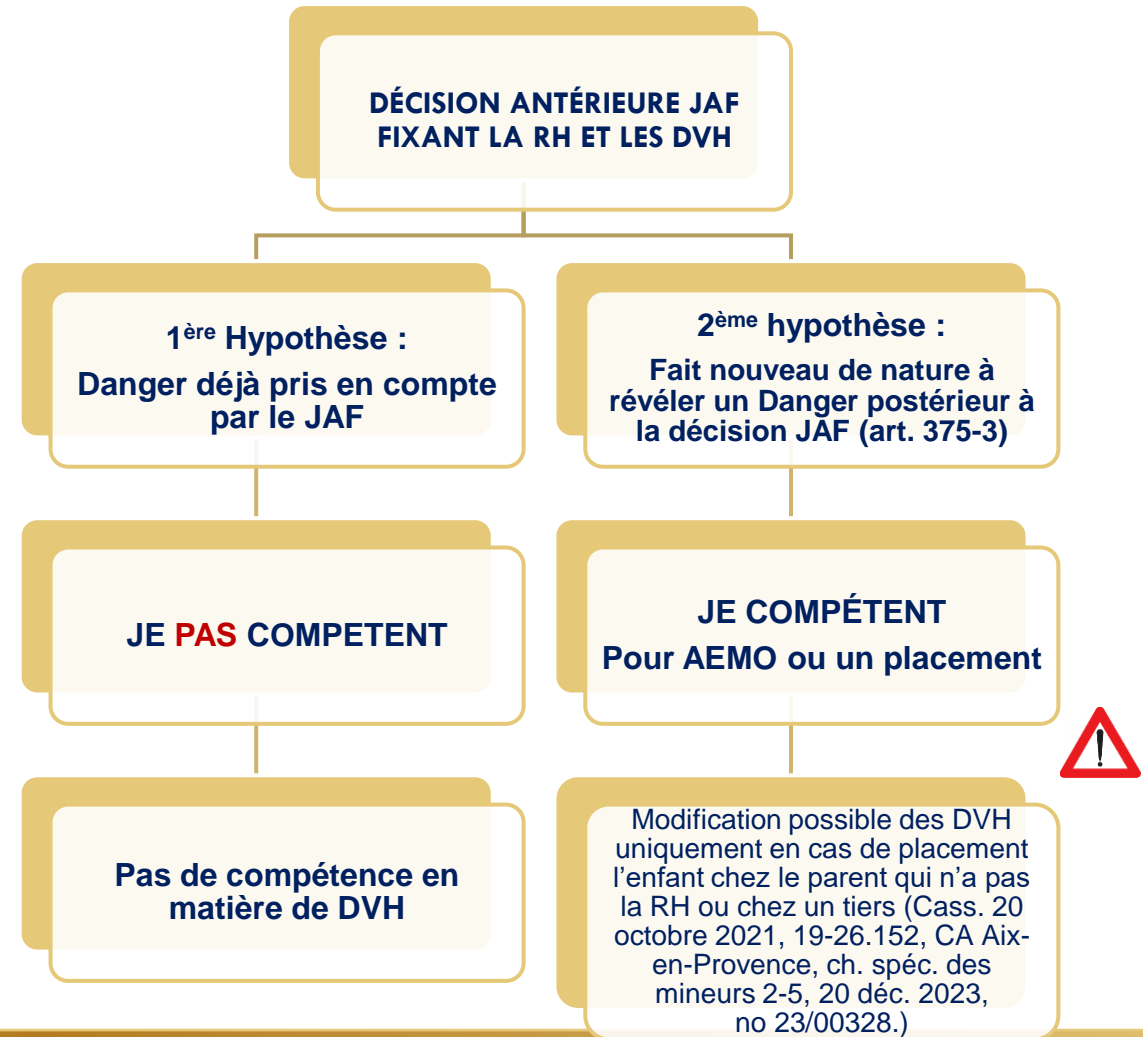 DÉCISION ANTÉRIEURE JAF
FIXANT LA RH ET LES DVH
1ère Hypothèse :
Danger déjà pris en compte
par le JAF
2ème hypothèse :
Fait nouveau de nature à
révéler un Danger postérieur à
la décision JAF (art. 375-3)
JE PAS COMPETENT
JE COMPÉTENT
Pour AEMO ou un placement
Pas de compétence en
matière de DVH
Modification possible des DVH
uniquement en cas de placement
l’enfant chez le parent qui n’a pas
la RH ou chez un tiers (Cass. 20
octobre 2021, 19-26.152, CA Aix-
en-Provence, ch. spéc. des
mineurs 2-5, 20 déc. 2023,
no 23/00328.)